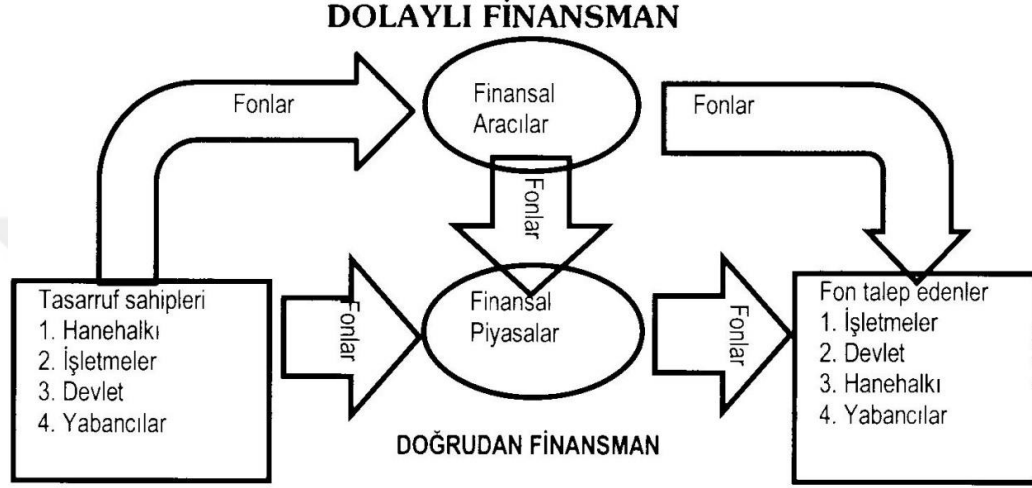 DOLAYLI FİNANSMAN
Fonlar
Finansal
Aracılar
Fonlar
Fonlar
Tasarruf sahipleri
1. Hanehalkı
2. İşletmeler
3. Devlet
4. Yabancılar
Fonlar
Finansal
Piyasalar
Fonlar
Fon talep edenler
1. İşletmeler
2. Devlet
3. Hanehalkı
4. Yabancılar
DOĞRUDAN FİNANSMAN